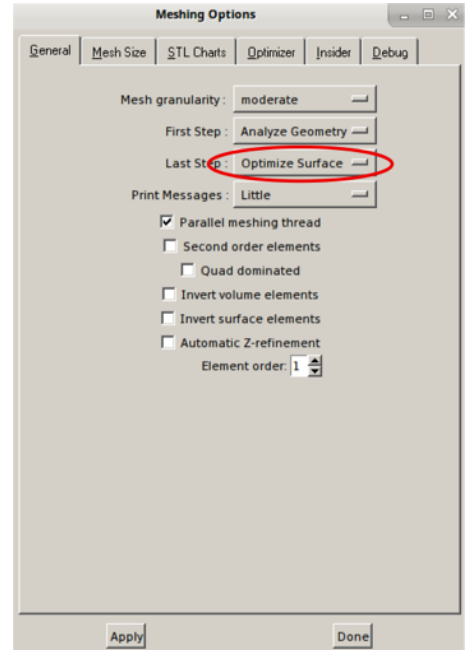 Meshing Options
General Mesh Size STL Charts Optimizer Insider Debug
Mesh granularity : moderate
First Step : Analyze Geometry
Last Step : Optimize Surface
Print Messages : Little
Parallel meshing thread
Second order elements
Quad dominated
Invert volume elements
Invert surface elements
Automatic Z-refinement
Element order: 1
Apply Done